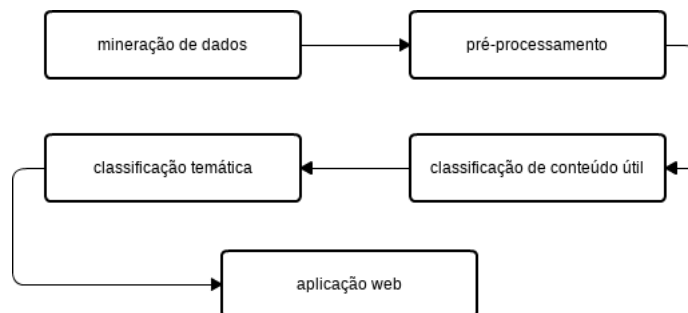 mineração de dados
pré-processamento
classificação de conteúdo útil
classificação temática
aplicação web